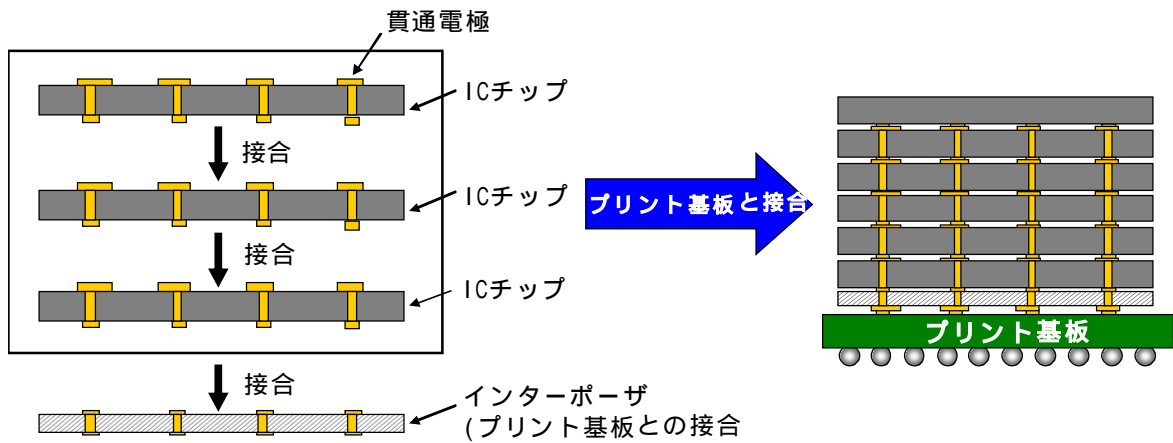 貫通電極
ICチップ
接合
ICチップ
プリント基板と接合
接合
ICチップ
プリント基板
接合
インターポーザ
(プリント基板との接合